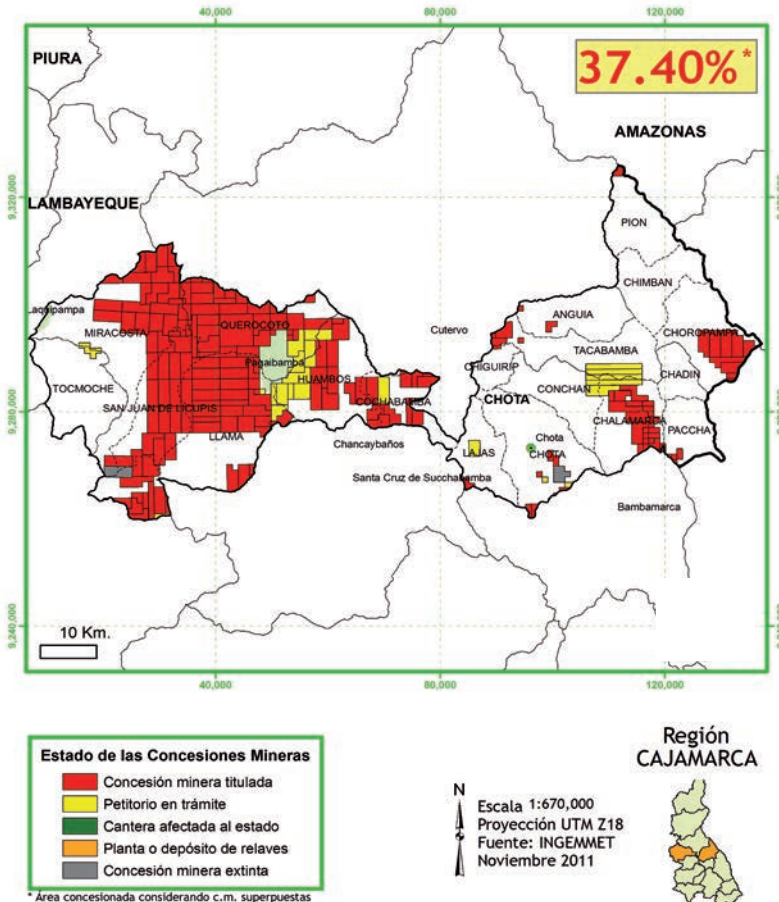 40,000
80,000
120,000
37.40%*
PIURA
AMAZONAS
LAMBAYEQUE
9,320,000
PION
CHIMBAN
ANGUIA
CHOROPAMPA
Laquipampa
MIRACOSTA
QUEROCOTO
Cutervo
TACABAMBA
Pagaibamba
CHIGUIRIP
CHADIN
TOCMOCHE
HUAMBOS
COCHABAMBA
CONCHAN
CHOTA
SAN JUAN DE LICUPIS
CHALAMARCA
9,280,000
LLAMA
Chancaybaños
Chota
PACCHA
LAJAS
CHOTA
Santa Cruz de Succhabamba
Bambamarca
9,240,000
10 Km.
40,000
80,000
120,000
Estado de las Concesiones Mineras
Concesión minera titulada
Petitorio en trámite
Cantera afectada al estado
Planta o depósito de relaves
Concesión minera extinta
* Área concesionada considerando c.m. superpuestas
N
Escala 1:670,000
Proyección UTM Z18
Fuente: INGEMMET
Noviembre 2011
Región
CAJAMARCA